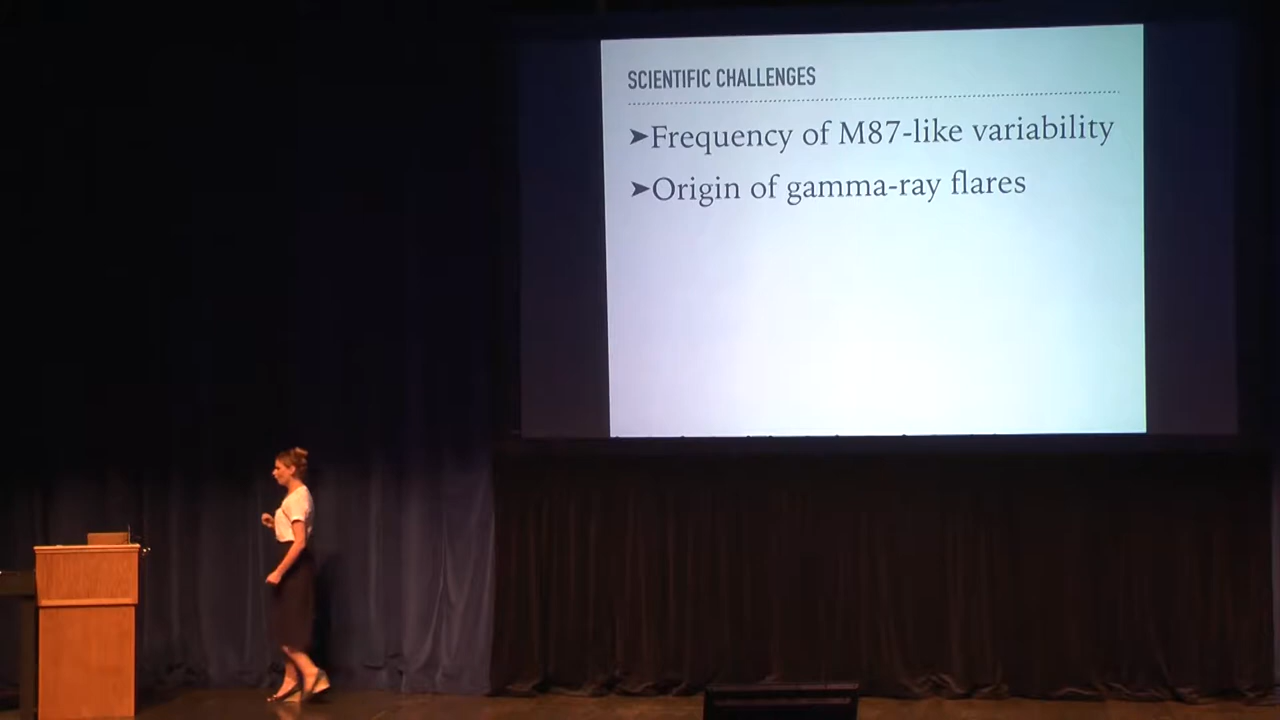 SCIENTIFIC CHALLENGES
➤Frequency of M87-like variability
➤Origin of gamma-ray flares